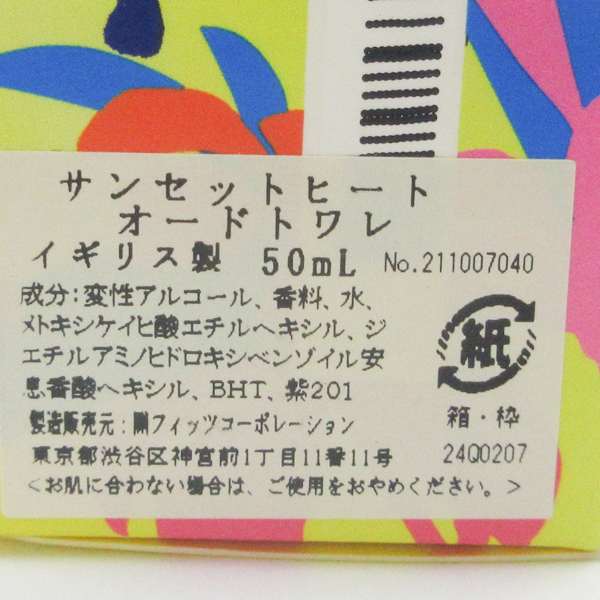 サンセットヒート
オードトワレ
イギリス製 50mL No.211007040
成分:変性アルコール、香料、水、
メトキシケイヒ酸エチルヘキシル、ジ
エチルアミノヒドロキシベンゾイル安
息香酸ヘキシル、BHT、紫201
製造販売元:㈱フィッツコーポレーション
東京都渋谷区神宮前1丁目11番11号
<お肌に合わない場合は、ご使用をおやめください。>
紙
箱・枠
24Q0207